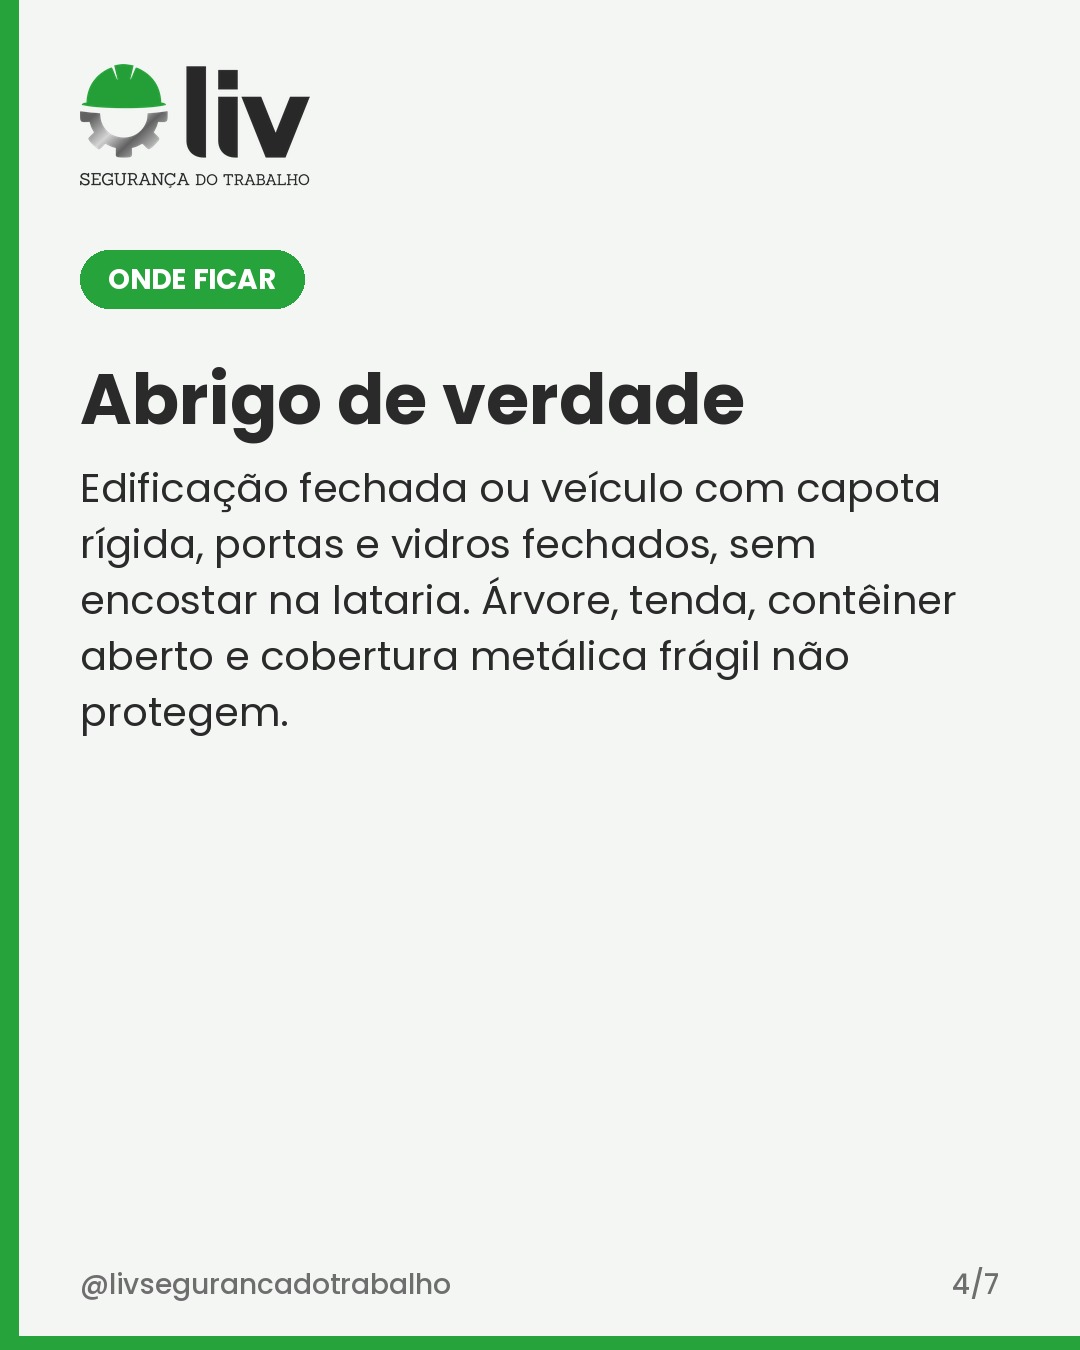 liv
SEGURANÇA DO TRABALHO
ONDE FICAR
Abrigo de verdade
Edificação fechada ou veículo com capota
rígida, portas e vidros fechados, sem
encostar na lataria. Árvore, tenda, contêiner
aberto e cobertura metálica frágil não
protegem.
@livsegurancadotrabalho
4/7